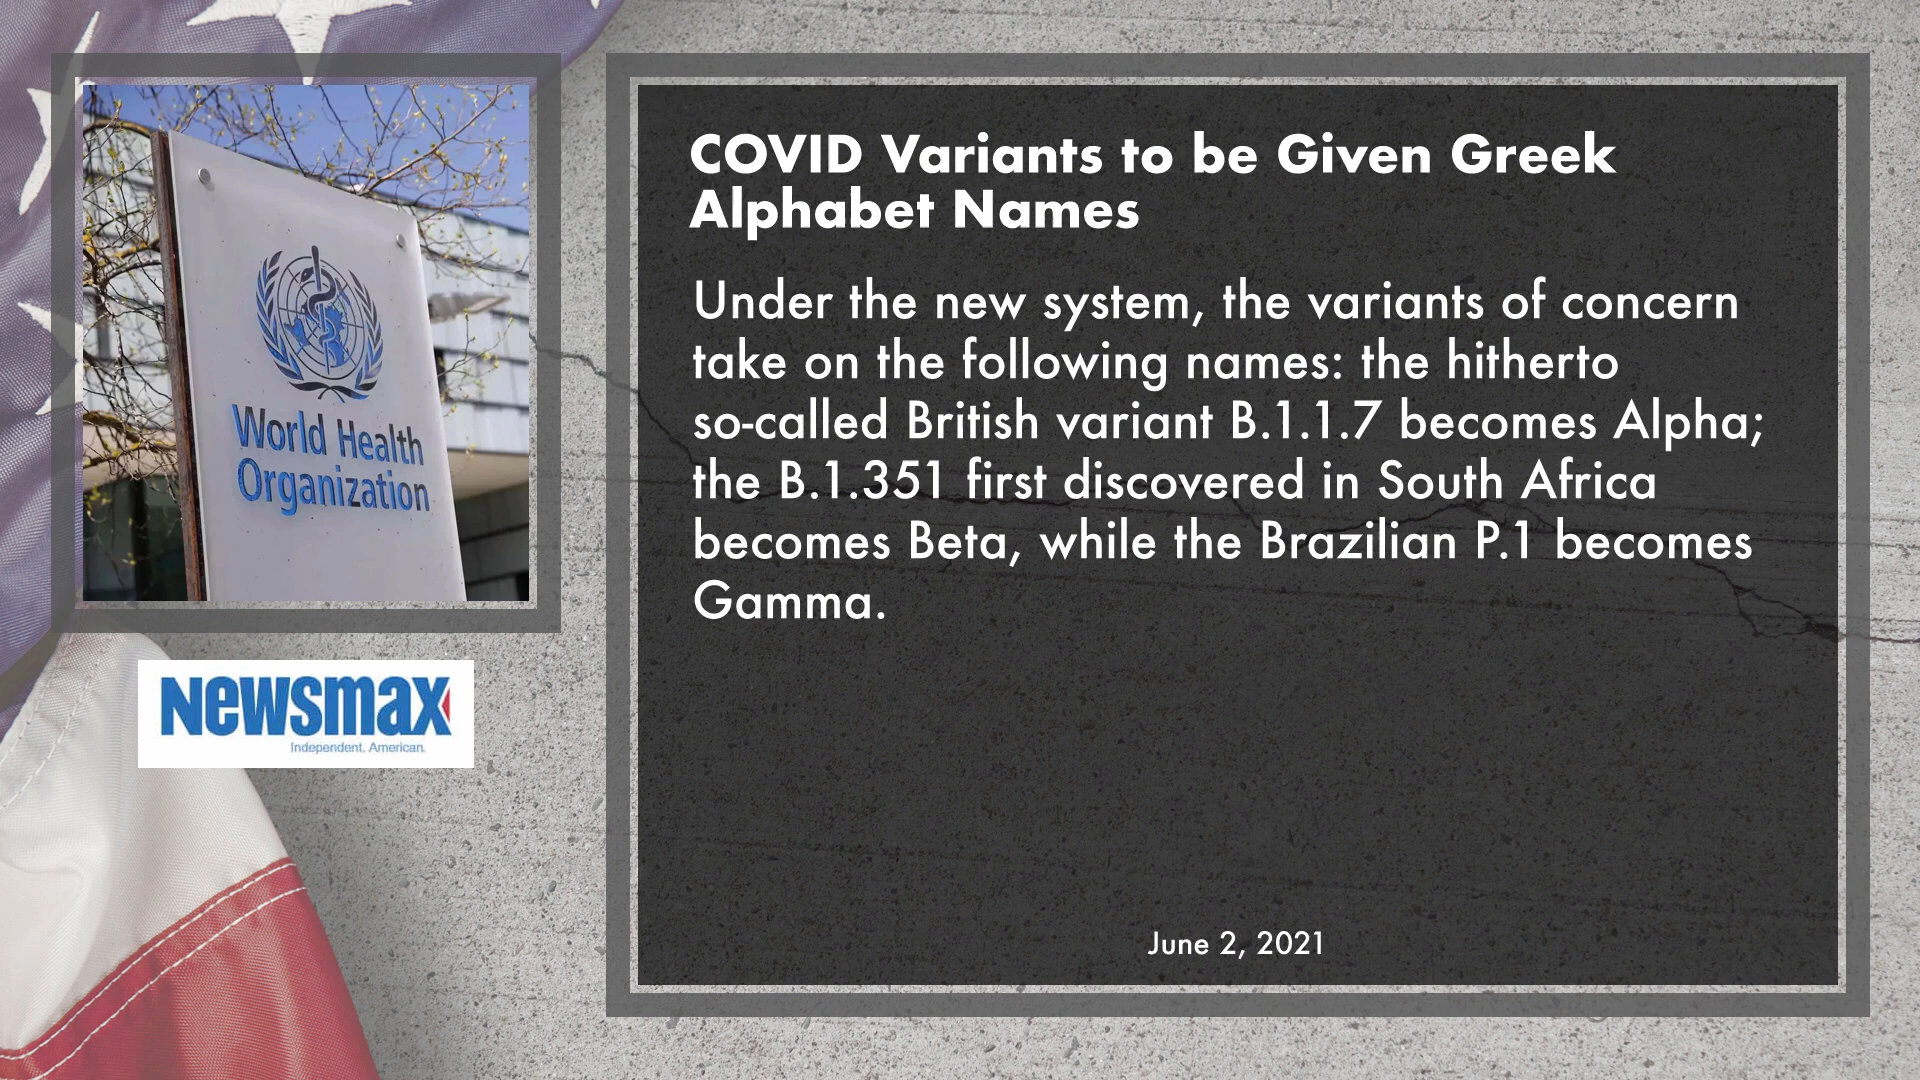 World Health
Organization
Newsmax
Independent. American.
COVID Variants to be Given Greek
Alphabet Names
Under the new system, the variants of concern
take on the following names: the hitherto
so-called British variant B.1.1.7 becomes Alpha;
the B.1.351 first discovered in South Africa
becomes Beta, while the Brazilian P.1 becomes
Gamma.
June 2, 2021